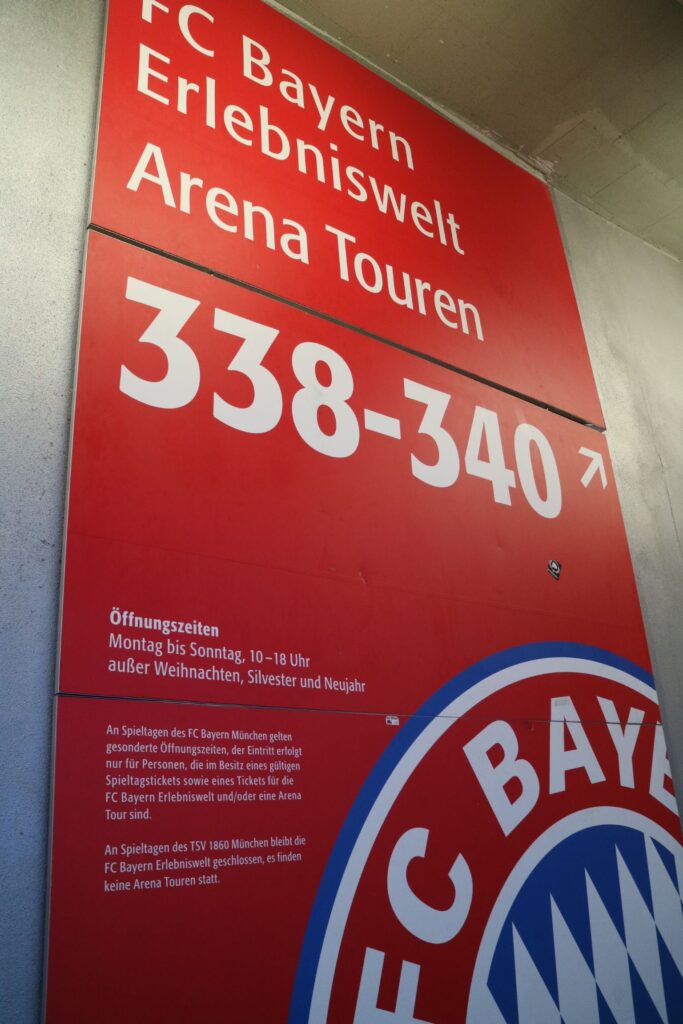 FC Bayern
Erlebniswelt
Arena Touren
338-340
Öffnungszeiten
Montag bis Sonntag, 10–18 Uhr
außer Weihnachten, Silvester und Neujahr
An Spieltagen des FC Bayern München gelten
gesonderte Öffnungszeiten, der Eintritt erfolgt
nur für Personen, die im Besitz eines gültigen
Spieltagstickets sowie eines Tickets für die
FC Bayern Erlebniswelt und/oder eine Arena
Tour sind.
An Spieltagen des TSV 1860 München bleibt die
FC Bayern Erlebniswelt geschlossen, es finden
keine Arena Touren statt.
FC BAYE